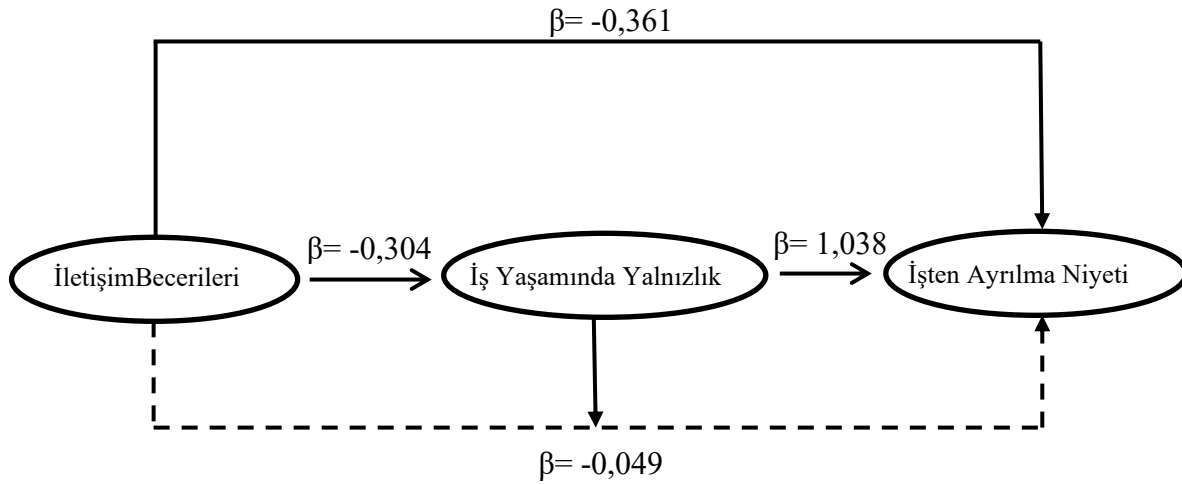 β= -0,361
β= -0,304
β= 1,038
İletişimBecerileri
İş Yaşamında Yalnızlık
İşten Ayrılma Niyeti
β= -0,049